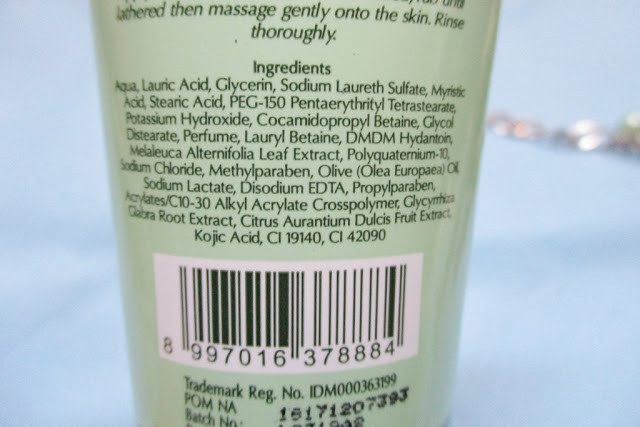 lathered then massage gently onto the skin. Rinse
thoroughly.
Ingredients
Aqua, Lauric Acid, Glycerin, Sodium Laureth Sulfate, Myristic
Acid, Stearic Acid, PEG-150 Pentaerythrityl Tetrastearate,
Potassium Hydroxide, Cocamidopropyl Betaine, Glycol
Distearate, Perfume, Lauryl Betaine, DMDM Hydantoin,
Melaleuca Alternifolia Leaf Extract, Polyquaternium-10,
Sodium Chloride, Methylparaben, Olive (Olea Europaea) Oil,
Sodium Lactate, Disodium EDTA, Propylparaben,
Acrylates/C10-30 Alkyl Acrylate Crosspolymer, Glycyrrhiza
Glabra Root Extract, Citrus Aurantium Dulcis Fruit Extract,
Kojic Acid, CI 19140, CI 42090
8 997016 378884
Trademark Reg. No. IDM000363199
POM NA 16171207393
Batch No: